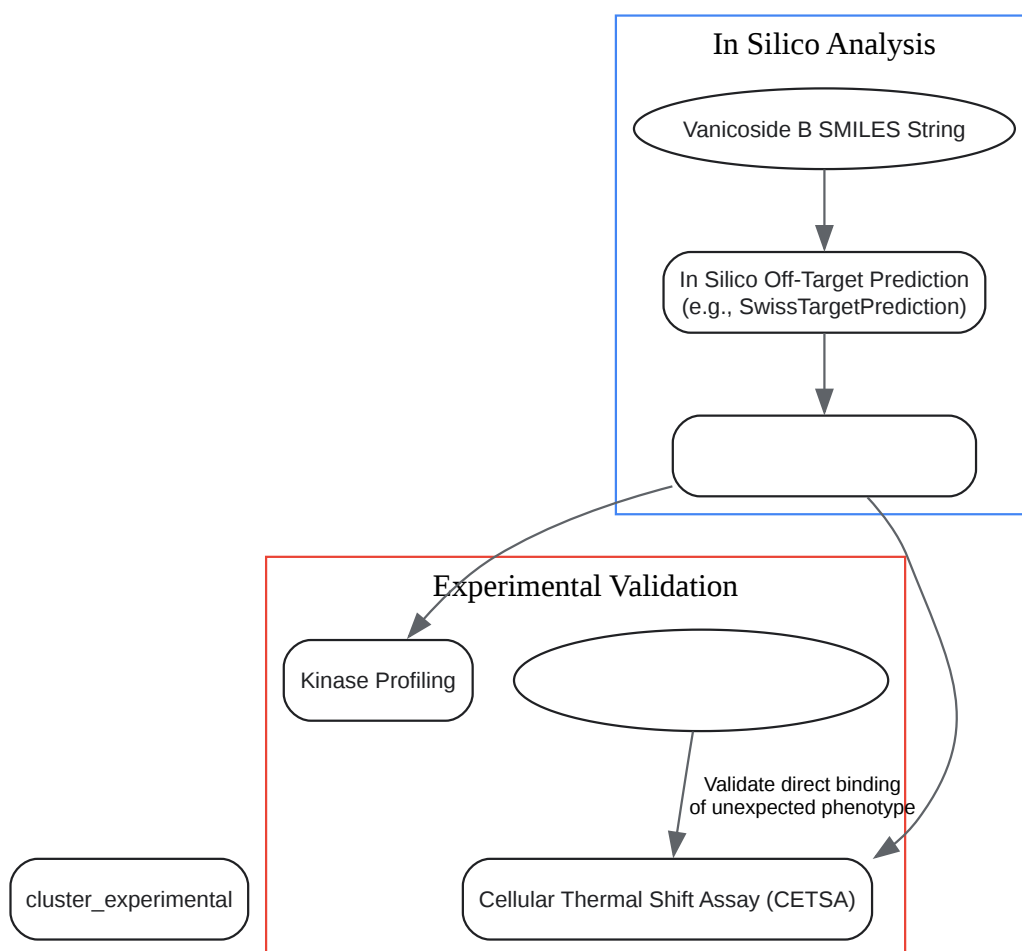 In Silico Analysis
Vanicoside B SMILES String
In Silico Off-Target Prediction
(e.g., SwissTargetPrediction)
Experimental Validation
Kinase Profiling
Validate direct binding
of unexpected phenotype
cluster_experimental
Cellular Thermal Shift Assay (CETSA)